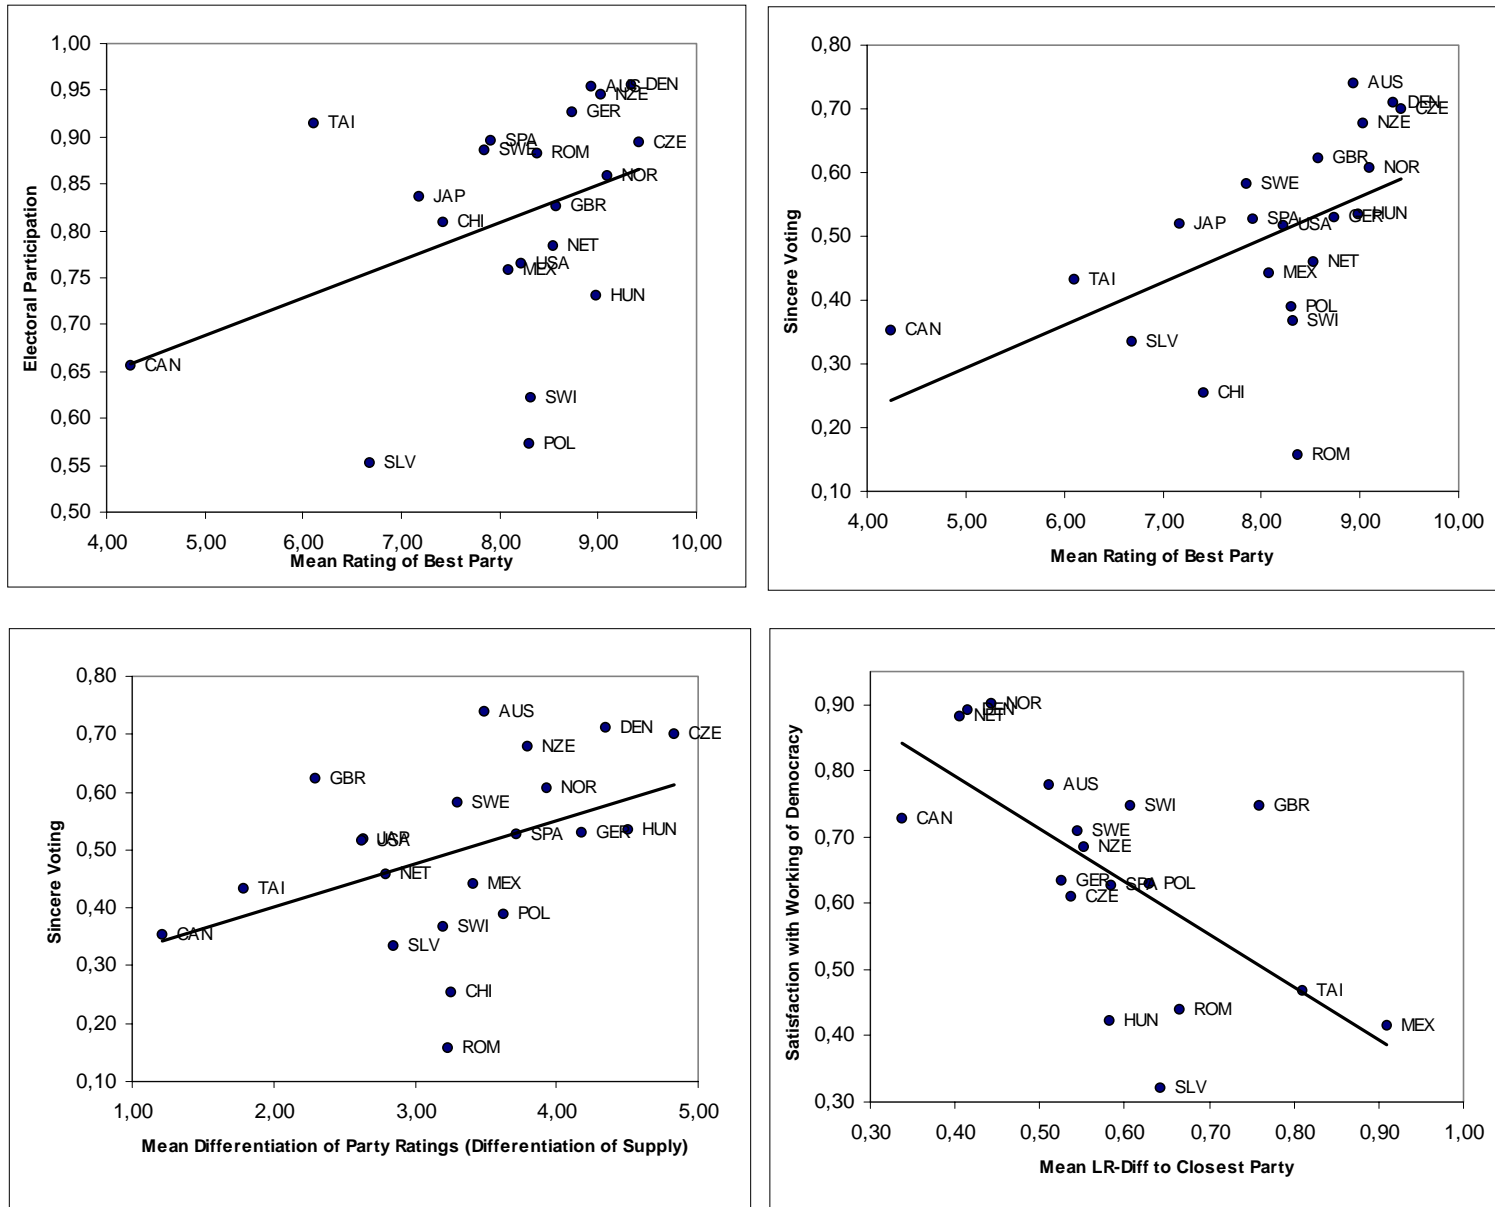 1,00
0,95
0,90
0,85
0,80
0,75
0,70
0,65
0,60
0,55
0,50
Electoral Participation
AUS DEN
NZE
GER
TAI
SPA CZE
SWE ROM
NOR
JAP
GBR
CHI
NET
USA
MEX
HUN
CAN
SWI
POL
SLV
4,00 5,00 6,00 7,00 8,00 9,00 10,00
Mean Rating of Best Party
0,80
0,70
0,60
0,50
0,40
0,30
0,20
0,10
Sincere Voting
AUS
DEN
CZE
NZE
GBR
NOR
SWE
JAP SPA USA GER HUN
NET
MEX
TAI
POL
SWI
CAN
SLV
CHI
ROM
4,00 5,00 6,00 7,00 8,00 9,00 10,00
Mean Rating of Best Party
0,80
0,70
0,60
0,50
0,40
0,30
0,20
0,10
Sincere Voting
AUS
DEN
CZE
NZE
GBR
NOR
SWE
JAP
USA
SPA GER HUN
NET
MEX
TAI
POL
SWI
CAN
SLV
CHI
ROM
1,00 2,00 3,00 4,00 5,00
Mean Differentiation of Party Ratings (Differentiation of Supply)
0,90
0,80
0,70
0,60
0,50
0,40
0,30
Satisfaction with Working of Democracy
NOR
DEN
NET
AUS
SWI GBR
CAN
SWE
NZE
GER SPA POL
CZE
TAI
ROM
HUN
MEX
SLV
0,30 0,40 0,50 0,60 0,70 0,80 0,90 1,00
Mean LR-Diff to Closest Party